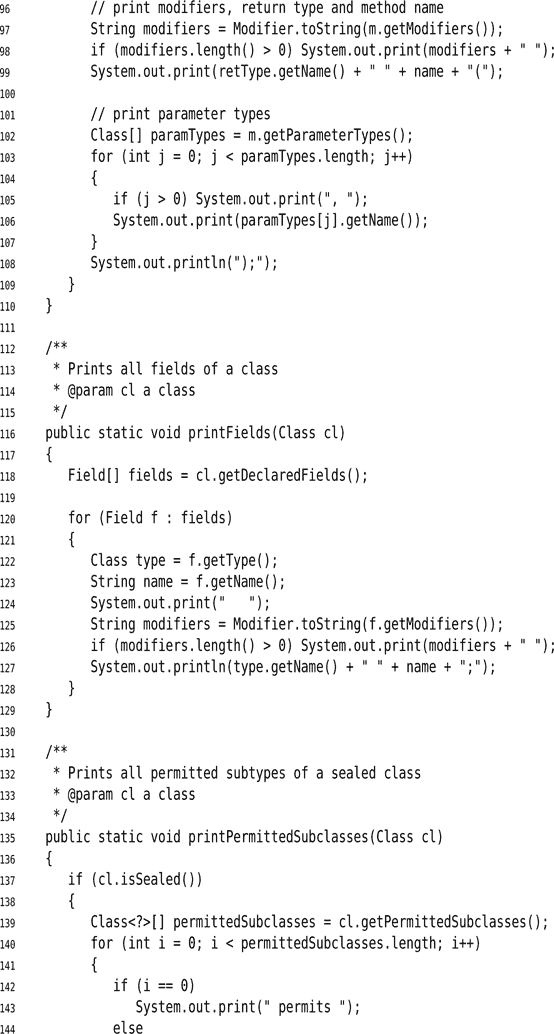 96 // print modifiers, return type and method name
97 String modifiers = Modifier.toString(m.getModifiers());
98 if (modifiers.length() > 0) System.out.print(modifiers + " ");
99 System.out.print(retType.getName() + " " + name + "(");
100
101 // print parameter types
102 Class[] paramTypes = m.getParameterTypes();
103 for (int j = 0; j < paramTypes.length; j++)
104 {
105 if (j > 0) System.out.print(", ");
106 System.out.print(paramTypes[j].getName());
107 }
108 System.out.println(");");
109 }
110 }
111
112 /**
113 * Prints all fields of a class
114 * @param cl a class
115 */
116 public static void printFields(Class cl)
117 {
118 Field[] fields = cl.getDeclaredFields();
119
120 for (Field f : fields)
121 {
122 Class type = f.getType();
123 String name = f.getName();
124 System.out.print("   ");
125 String modifiers = Modifier.toString(f.getModifiers());
126 if (modifiers.length() > 0) System.out.print(modifiers + " ");
127 System.out.println(type.getName() + " " + name + ";");
128 }
129 }
130
131 /**
132 * Prints all permitted subtypes of a sealed class
133 * @param cl a class
134 */
135 public static void printPermittedSubclasses(Class cl)
136 {
137 if (cl.isSealed())
138 {
139 Class<?>[] permittedSubclasses = cl.getPermittedSubclasses();
140 for (int i = 0; i < permittedSubclasses.length; i++)
141 {
142 if (i == 0)
143 System.out.print(" permits ");
144 else